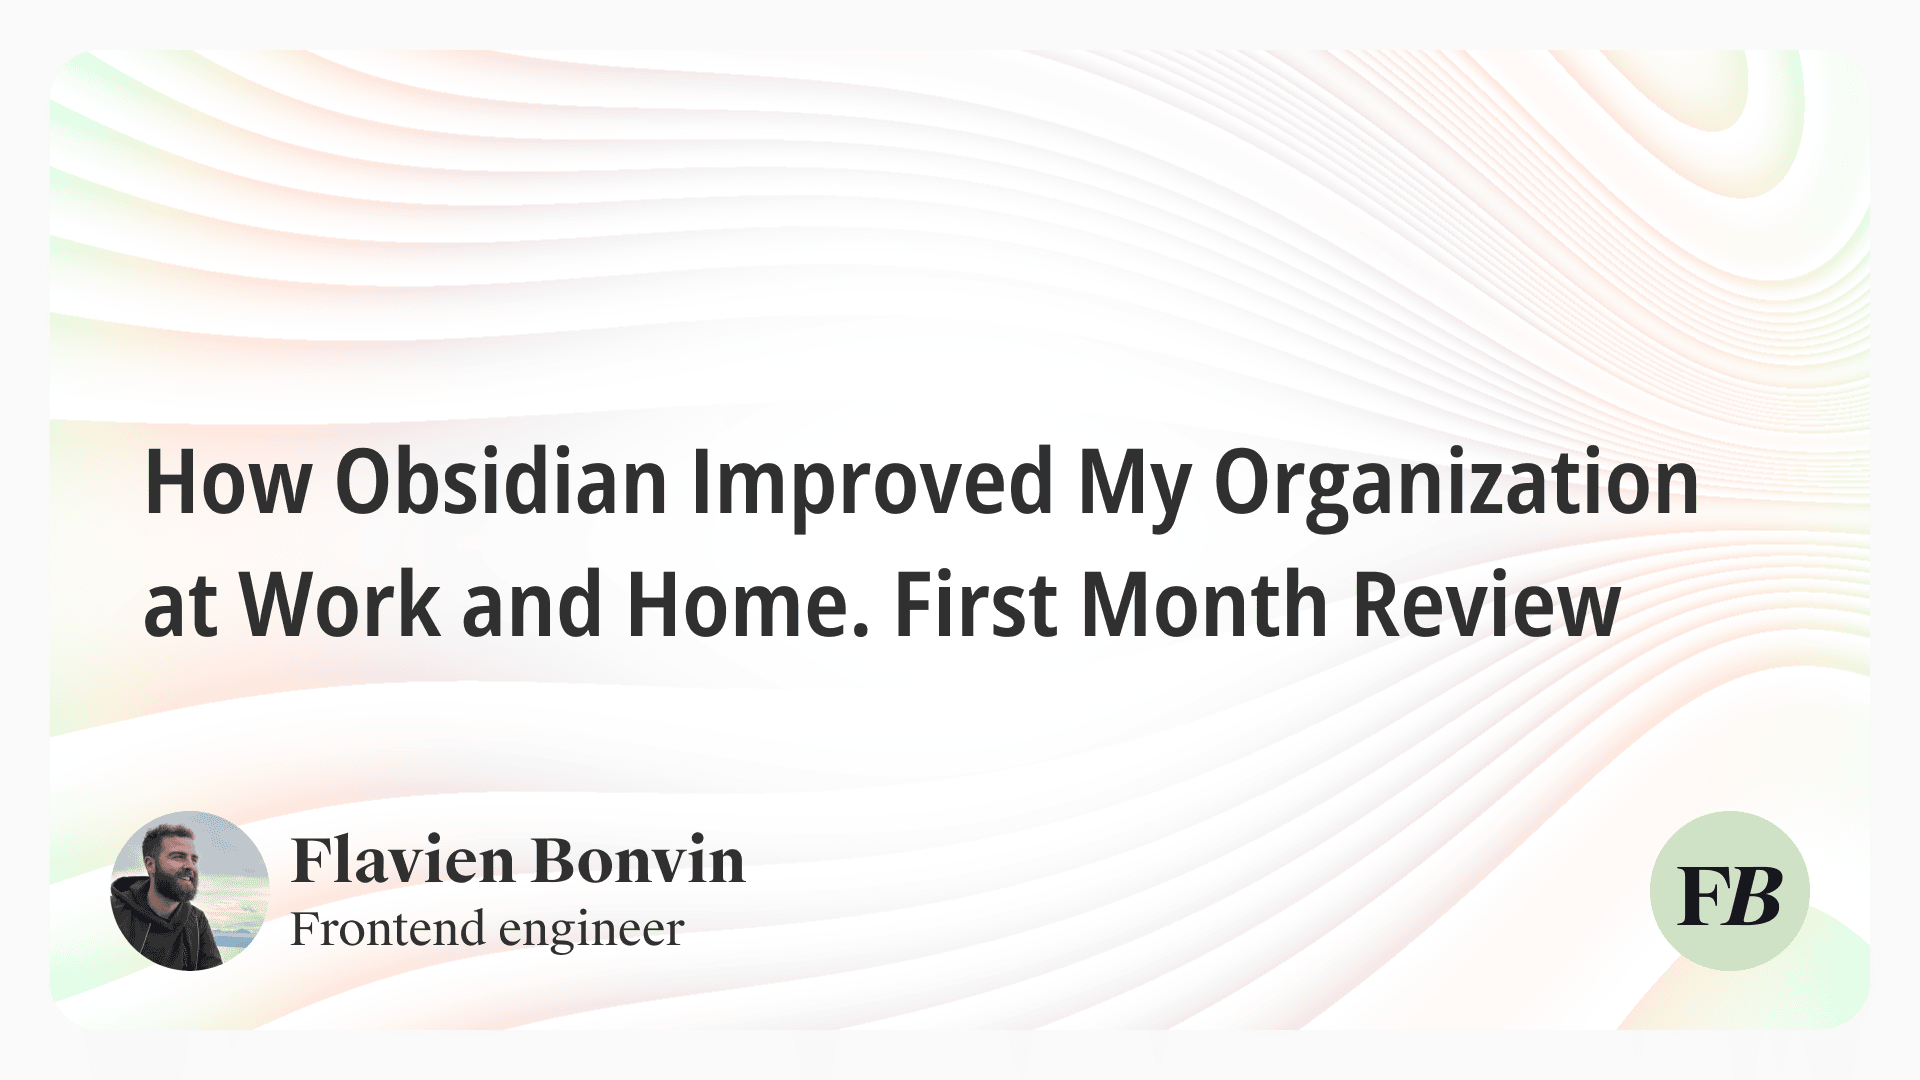 How Obsidian Improved My Organization
at Work and Home. First Month Review
Flavien Bonvin
Frontend engineer
FB